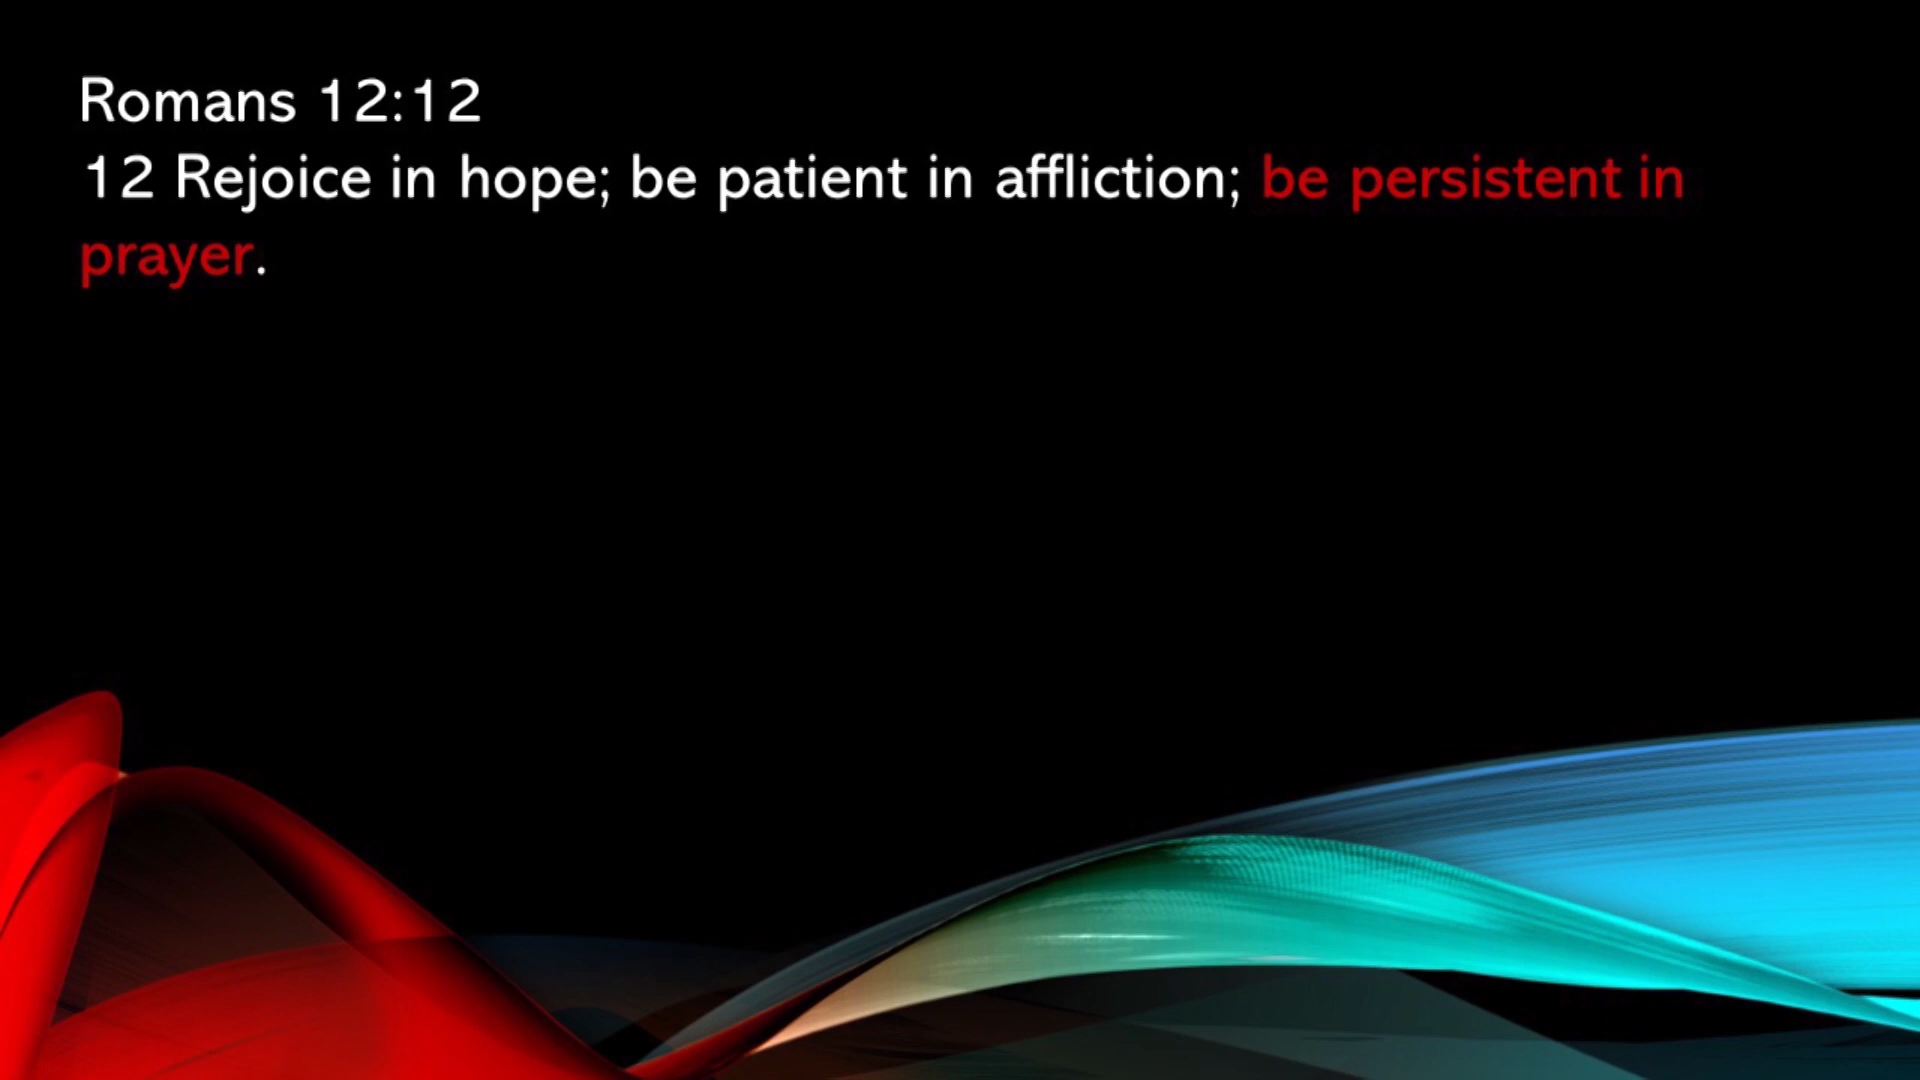 Romans 12:12
12 Rejoice in hope; be patient in affliction; be persistent in
prayer.